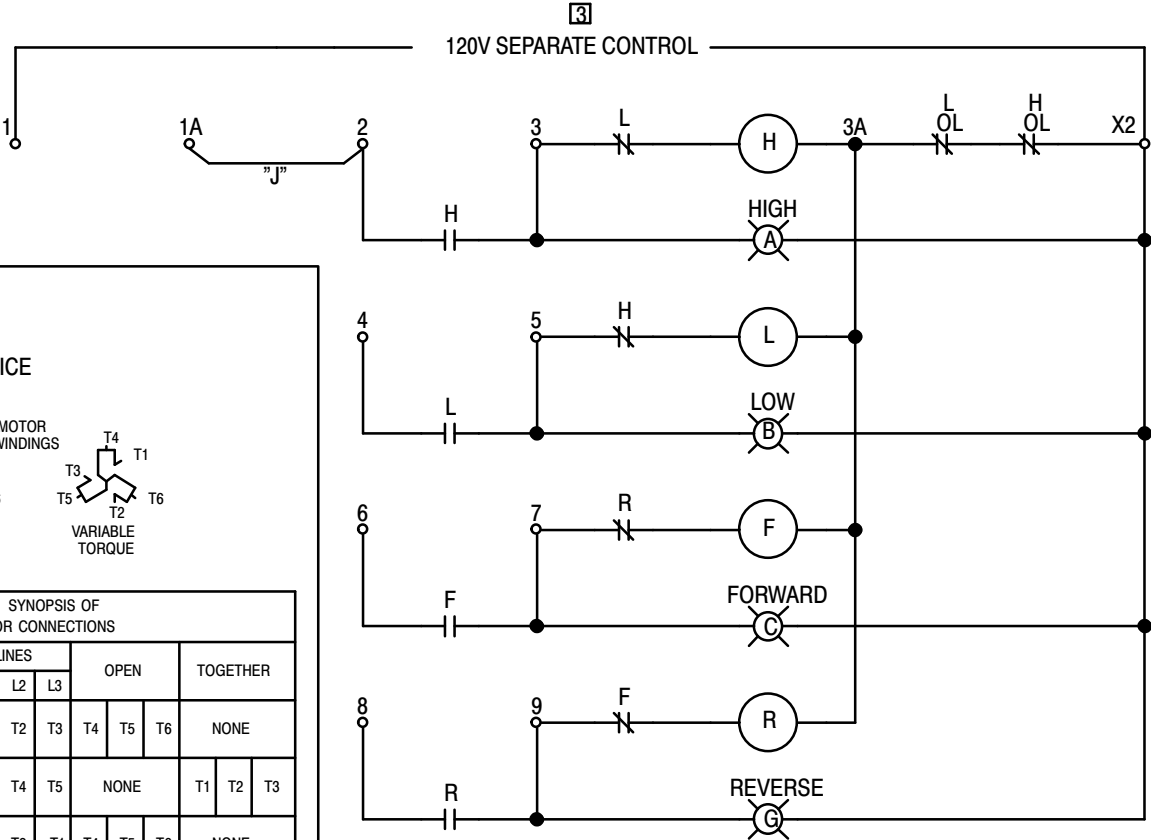 3
120V SEPARATE CONTROL
1
1A
2
3
L
H
3A
L
OL
H
OL
X2
"J"
H
HIGH
A
4
5
H
L
L
LOW
B
ICE
MOTOR
WINDINGS
T4
T1
T3
T5
T2
T6
VARIABLE
TORQUE
6
7
R
F
F
FORWARD
C
SYNOPSIS OF
OR CONNECTIONS
LINES
OPEN
TOGETHER
L2 L3
T2 T3 T4 T5 T6 NONE
T4 T5 NONE T1 T2 T3
8
9
F
R
R
REVERSE
G